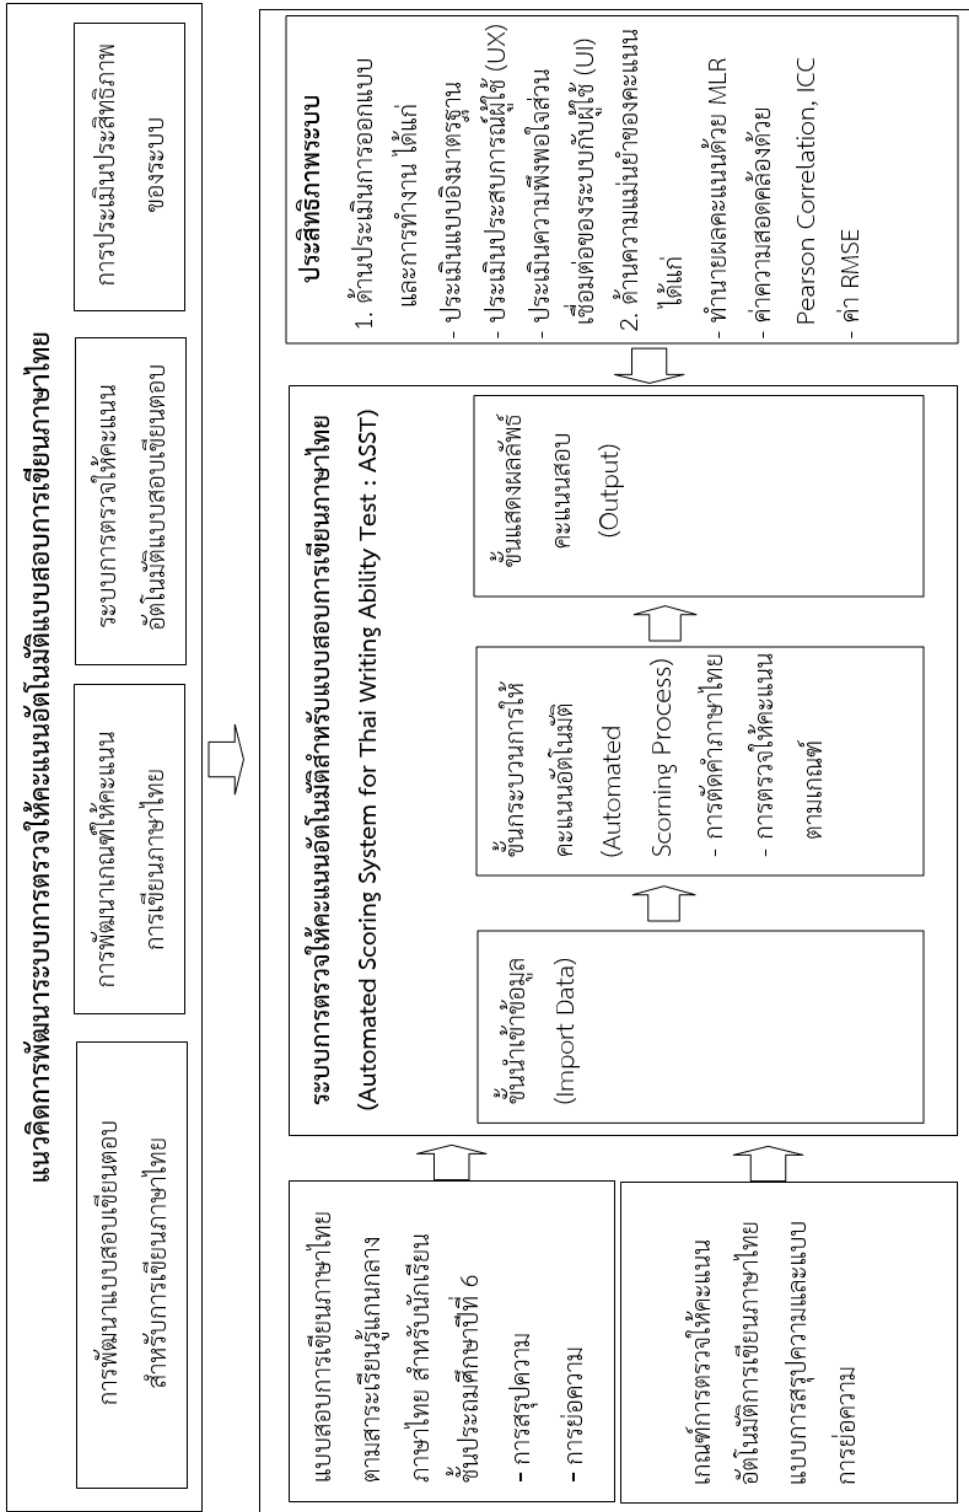 แนวคิดการพัฒนาระบบการตรวจให้คะแนนอัตโนมัติแบบสอบการเขียนภาษาไทย
การพัฒนาแบบสอบเขียนตอบ
สำหรับการเขียนภาษาไทย
การพัฒนาเกณฑ์ให้คะแนน
การเขียนภาษาไทย
ระบบการตรวจให้คะแนน
อัตโนมัติแบบสอบเขียนตอบ
การประเมินประสิทธิภาพ
ของระบบ
แบบสอบการเขียนภาษาไทย
ตามสาระเรียนรู้แกนกลาง
ภาษาไทย สำหรับนักเรียน
ชั้นประถมศึกษาปีที่ 6
- การสรุปความ
- การย่อความ
เกณฑ์การตรวจให้คะแนน
อัตโนมัติการเขียนภาษาไทย
แบบการสรุปความและแบบ
การย่อความ
ระบบการตรวจให้คะแนนอัตโนมัติสำหรับแบบสอบการเขียนภาษาไทย
(Automated Scoring System for Thai Writing Ability Test : ASST)
ขั้นนำเข้าข้อมูล
(Import Data)
ขั้นกระบวนการให้
คะแนนอัตโนมัติ
(Automated
Scorning Process)
- การตัดคำภาษาไทย
- การตรวจให้คะแนน
ตามเกณฑ์
ขั้นแสดงผลลัพธ์
คะแนนสอบ
(Output)
ประสิทธิภาพระบบ
1. ด้านประเมินการออกแบบ
และการทำงาน ได้แก่
- ประเมินแบบอิงมาตรฐาน
- ประเมินประสบการณ์ผู้ใช้ (UX)
- ประเมินความพึงพอใจส่วน
เชื่อมต่อของระบบกับผู้ใช้ (UI)
2. ด้านความแม่นยำของคะแนน
ได้แก่
- ทำนายผลคะแนนด้วย MLR
- ค่าความสอดคล้องด้วย
Pearson Correlation, ICC
- ค่า RMSE